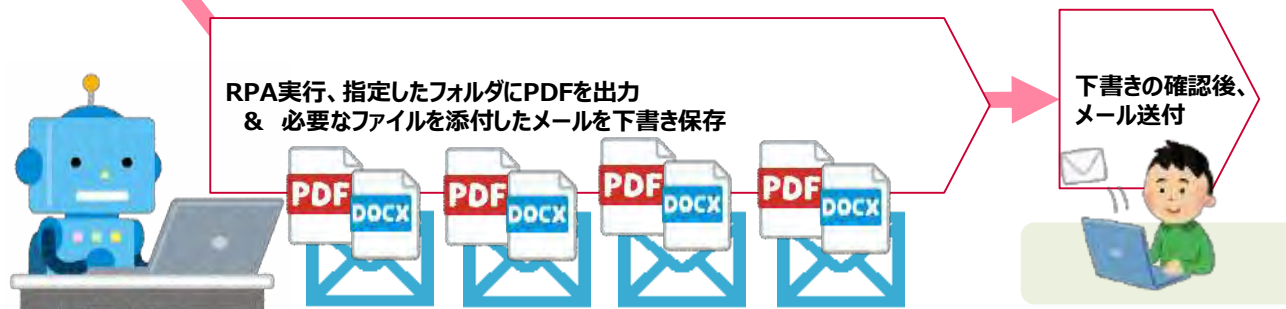 RPA実行、指定したフォルダにPDFを出力
& 必要なファイルを添付したメールを下書き保存
下書きの確認後、
メール送付
PDF
DOCX
PDF
DOCX
PDF
DOCX
PDF
DOCX